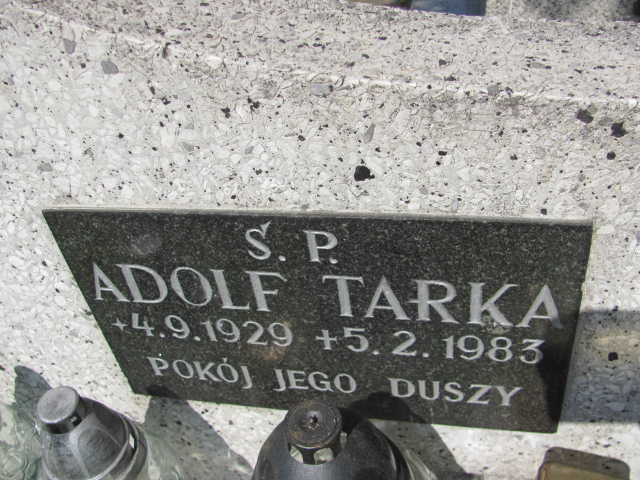 Ś. P.
ADOLF TARKA
+4.9.1929 +5.2.1983
POKÓJ JEGO DUSZY